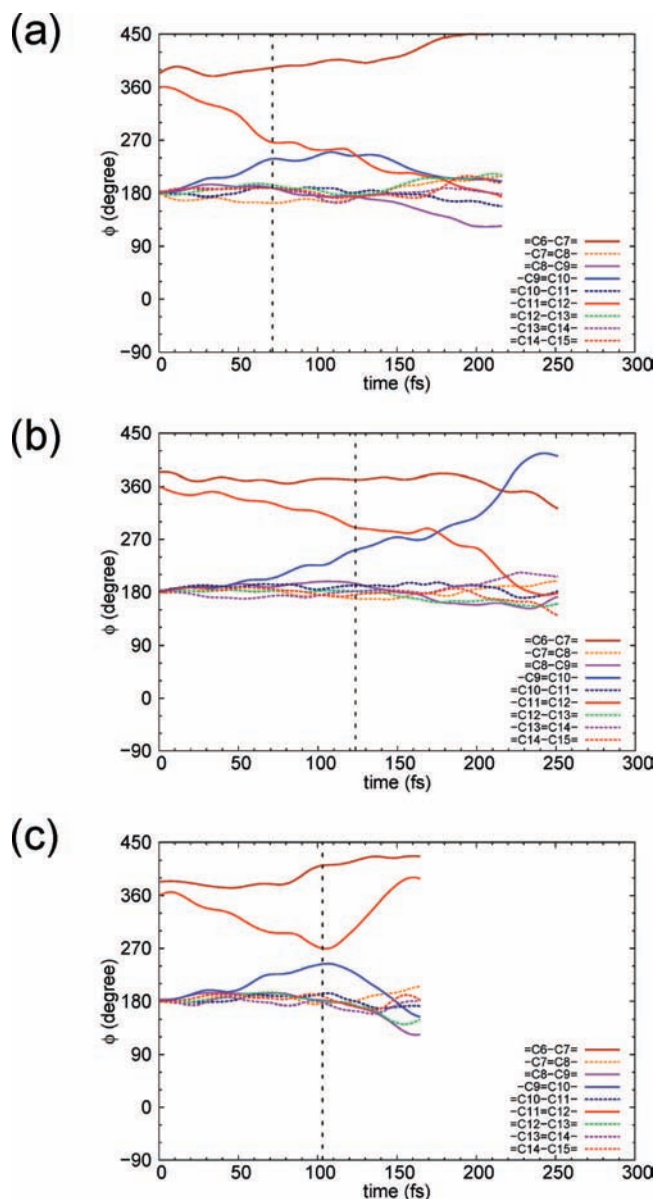 (a)
450
360
270
180
90
0
−90
ϕ (degree)
=C6−C7=
−C7=C8−
=C8−C9=
−C9=C10−
=C10−C11−
−C11=C12−
=C12−C13=
−C13=C14−
=C14−C15=
0 50 100 150 200 250 300
time (fs)
(b)
450
360
270
180
90
0
−90
ϕ (degree)
=C6−C7=
−C7=C8−
=C8−C9=
−C9=C10−
=C10−C11−
−C11=C12−
=C12−C13=
−C13=C14−
=C14−C15=
0 50 100 150 200 250 300
time (fs)
(c)
450
360
270
180
90
0
−90
ϕ (degree)
=C6−C7=
−C7=C8−
=C8−C9=
−C9=C10−
=C10−C11−
−C11=C12−
=C12−C13=
−C13=C14−
=C14−C15=
0 50 100 150 200 250 300
time (fs)